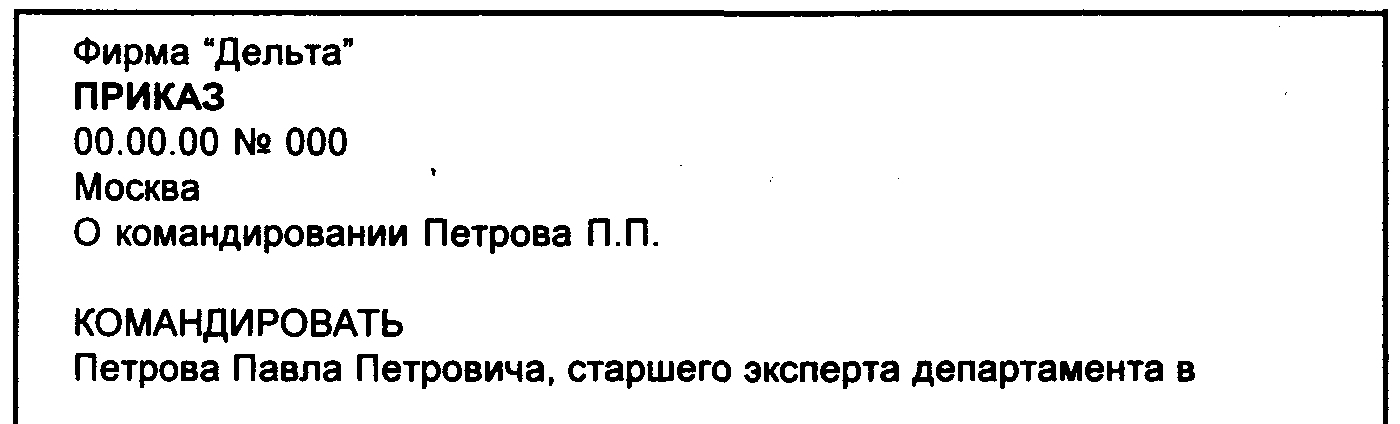 Фирма “Дельта”
ПРИКАЗ
00.00.00 № 000
Москва
О командировании Петрова П.П.
КОМАНДИРОВАТЬ
Петрова Павла Петровича, старшего эксперта департамента в